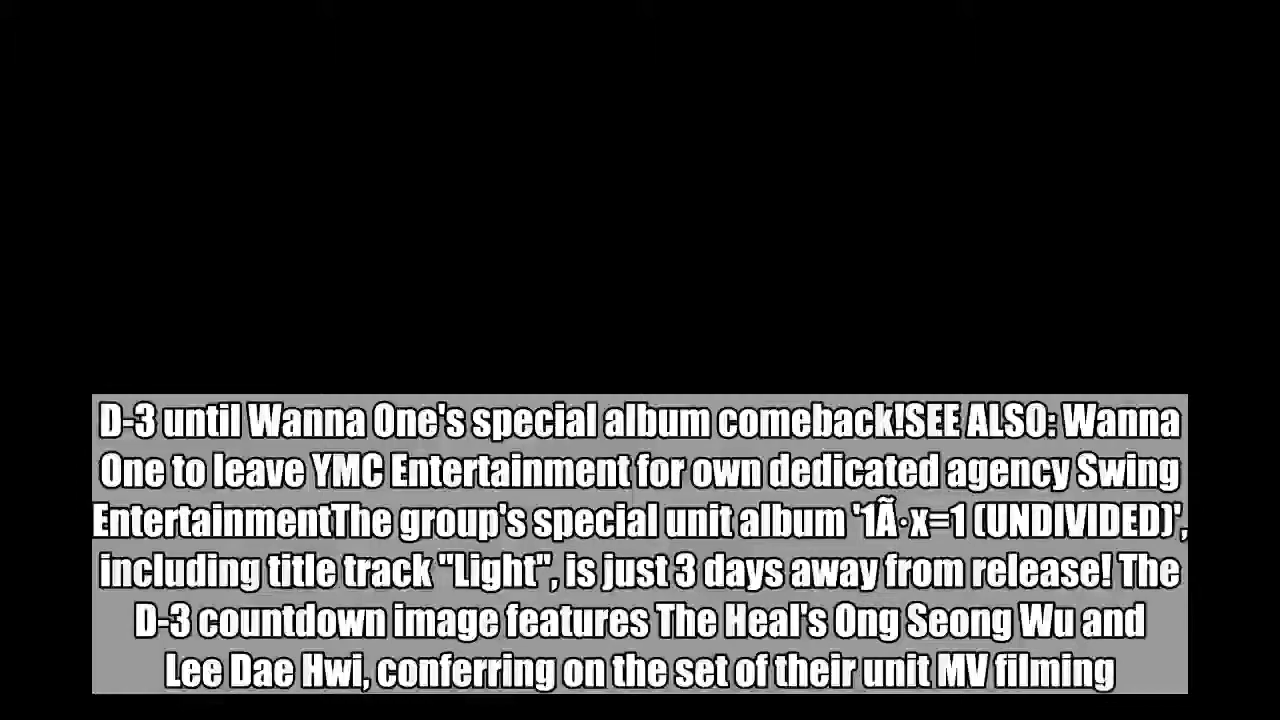 D-3 until Wanna One's special album comeback!SEE ALSO: Wanna
One to leave YMC Entertainment for own dedicated agency Swing
EntertainmentThe group's special unit album '1Ã·x=1 (UNDIVIDED)',
including title track "Light", is just 3 days away from release! The
D-3 countdown image features The Heal's Ong Seong Wu and
Lee Dae Hwi, conferring on the set of their unit MV filming